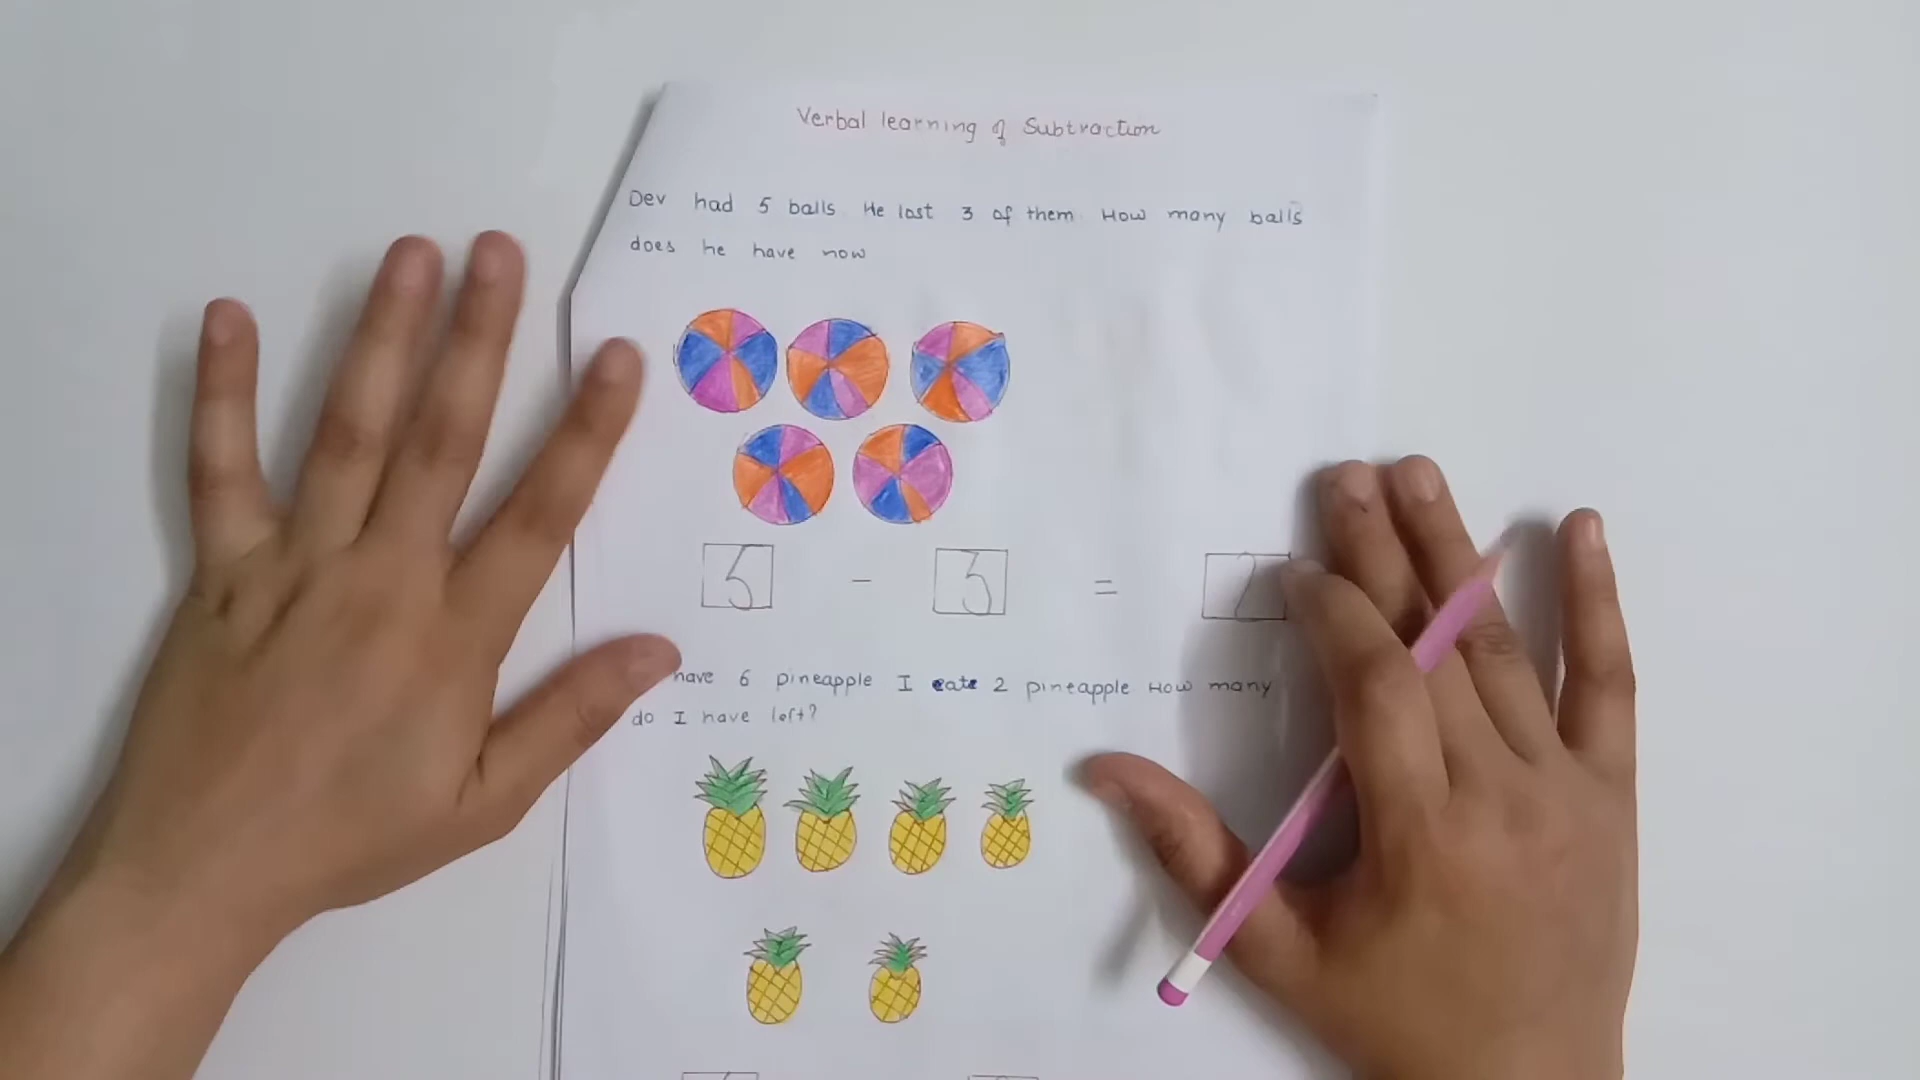 Verbal learning of Subtraction
Dev had 5 balls He lost 3 of them How many balls
does he have now
5 - 3 = 2
have 6 pineapple I eate 2 pineapple How many
do I have left?